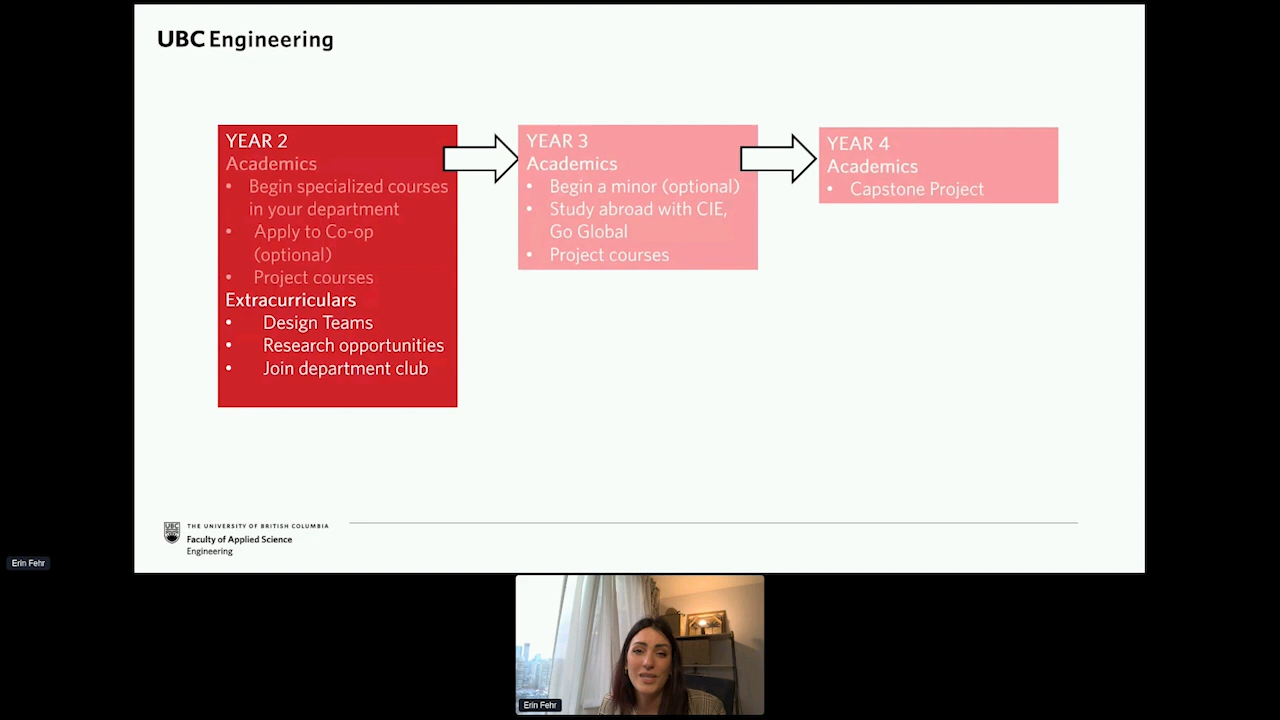 UBC Engineering
YEAR 2
Academics
• Begin specialized courses
in your department
• Apply to Co-op
(optional)
• Project courses
Extracurriculars
• Design Teams
• Research opportunities
• Join department club
YEAR 3
Academics
• Begin a minor (optional)
• Study abroad with CIE,
Go Global
• Project courses
YEAR 4
Academics
• Capstone Project
UBC
THE UNIVERSITY OF BRITISH COLUMBIA
Faculty of Applied Science
Engineering
Erin Fehr
Erin Fehr